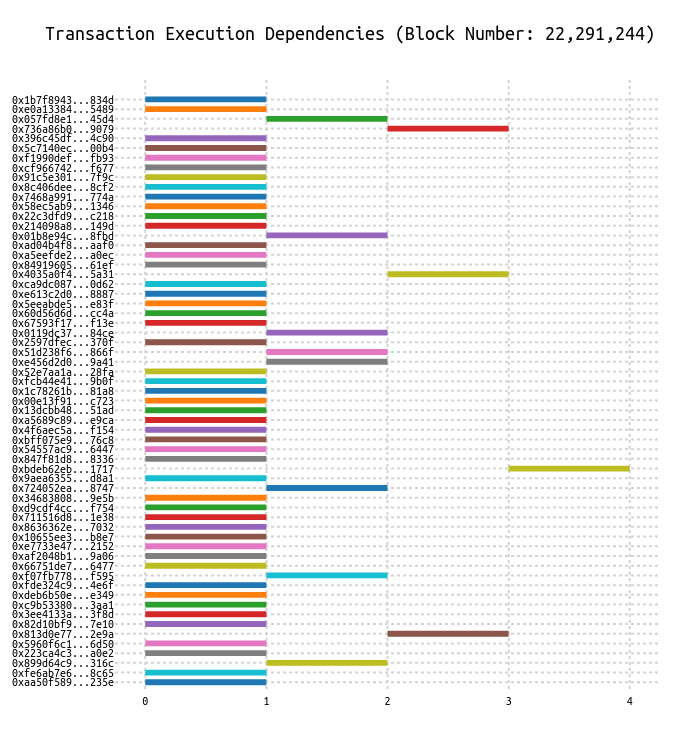 Transaction Execution Dependencies (Block Number: 22,291,244)
0x1b7f8943...834d
0xe0a13384...5489
0x057fd8e1...45d4
0x736a86b0...9079
0x396c45df...4c90
0x5c7140ec...00b4
0xf1990def...fb93
0xcf966742...f677
0x91c5e301...7f9c
0x8c406dee...8cf2
0x7468a991...774a
0x58ec5ab9...1346
0x22c3dfd9...c218
0x214098a8...149d
0x01b8e94c...8fbd
0xad04b4f8...aaf0
0xa5eefde2...a0ec
0x84919605...61ef
0x4035a0f4...5a31
0xca9dc087...0d62
0xe613c2d0...8887
0x5eeabde5...e83f
0x60d56d6d...cc4a
0x67593f17...f13e
0x0119dc37...84ce
0x2597dfec...370f
0x51d238f6...866f
0xe456d2d0...9a41
0x52e7aa1a...28fa
0xfcb44e41...9b0f
0x1c78261b...81a8
0x00e13f91...c723
0x13dcbb48...51ad
0xa5689c89...e9ca
0x4f6aec5a...f154
0xbff075e9...76c8
0x54557ac9...6447
0x847f81d8...8336
0xbdeb62eb...1717
0x9aea6355...d8a1
0x724052ea...8747
0x34683808...9e5b
0xd9cdf4cc...f754
0x711516d8...1e38
0x8636362e...7032
0x10655ee3...b8e7
0xe7733e47...2152
0xaf2048b1...9a06
0x66751de7...6477
0xf07fb778...f595
0xfde324c9...4e6f
0xdeb6b50e...e349
0xc9b53380...3aa1
0x3ee4133a...3f8d
0x82d10bf9...7e10
0x813d0e77...2e9a
0x5960f6c1...6d50
0x223ca4c3...a0e2
0x899d64c9...316c
0xfe6ab7e6...8c65
0xaa50f589...235e
0 1 2 3 4